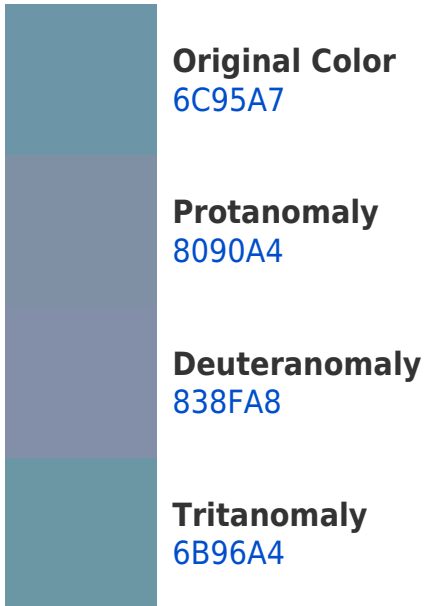 Original Color
6C95A7
Protanomaly
8090A4
Deuteranomaly
838FA8
Tritanomaly
6B96A4